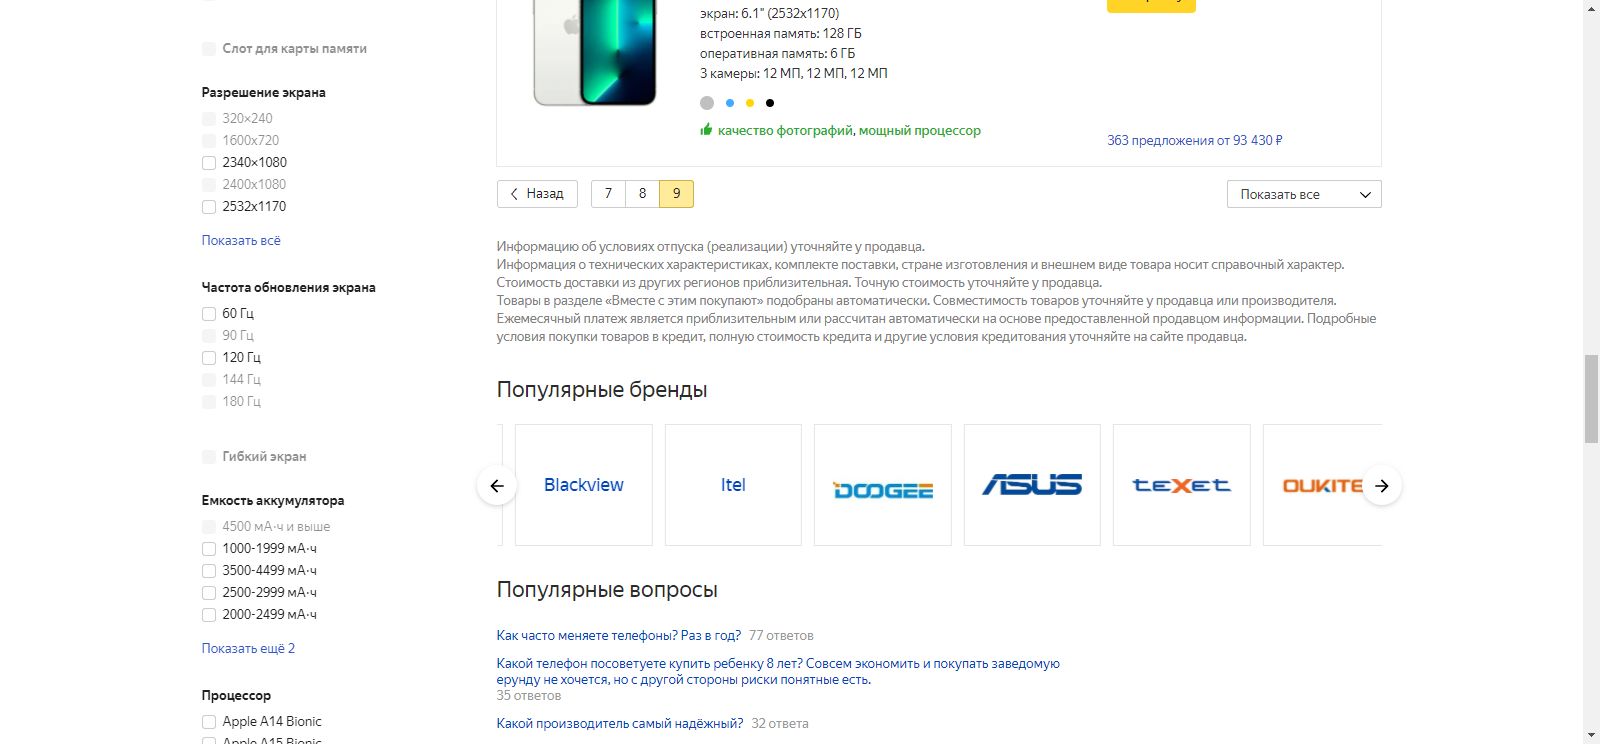 Слот для карты памяти
Разрешение экрана
320×240
1600x720
2340×1080
2400x1080
2532x1170
Показать всё
Частота обновления экрана
60 Гц
90 Гц
120 Гц
144 Гц
180 Гц
Гибкий экран
Емкость аккумулятора
4500 мА·ч и выше
1000-1999 мА·ч
3500-4499 мА·ч
2500-2999 мА·ч
2000-2499 мА·ч
Показать ещё 2
Процессор
Apple A14 Bionic
Apple A15 Bionic
экран: 6.1" (2532x1170)
встроенная память: 128 ГБ
оперативная память: 6 ГБ
3 камеры: 12 МП, 12 МП, 12 МП
качество фотографий, мощный процессор
363 предложения от 93 430 ₽
Назад 7 8 9
Показать все
Информацию об условиях отпуска (реализации) уточняйте у продавца.
Информация о технических характеристиках, комплекте поставки, стране изготовления и внешнем виде товара носит справочный характер.
Стоимость доставки из других регионов приблизительная. Точную стоимость уточняйте у продавца.
Товары в разделе «Вместе с этим покупают» подобраны автоматически. Совместимость товаров уточняйте у продавца или производителя.
Ежемесячный платеж является приблизительным или рассчитан автоматически на основе предоставленной продавцом информации. Подробные
условия покупки товаров в кредит, полную стоимость кредита и другие условия кредитования уточняйте на сайте продавца.
Популярные бренды
Blackview Itel DOOGEE ASUS teXet OUKITE
Популярные вопросы
Как часто меняете телефоны? Раз в год? 77 ответов
Какой телефон посоветуете купить ребенку 8 лет? Совсем экономить и покупать заведомую
ерунду не хочется, но с другой стороны риски понятные есть.
35 ответов
Какой производитель самый надёжный? 32 ответа